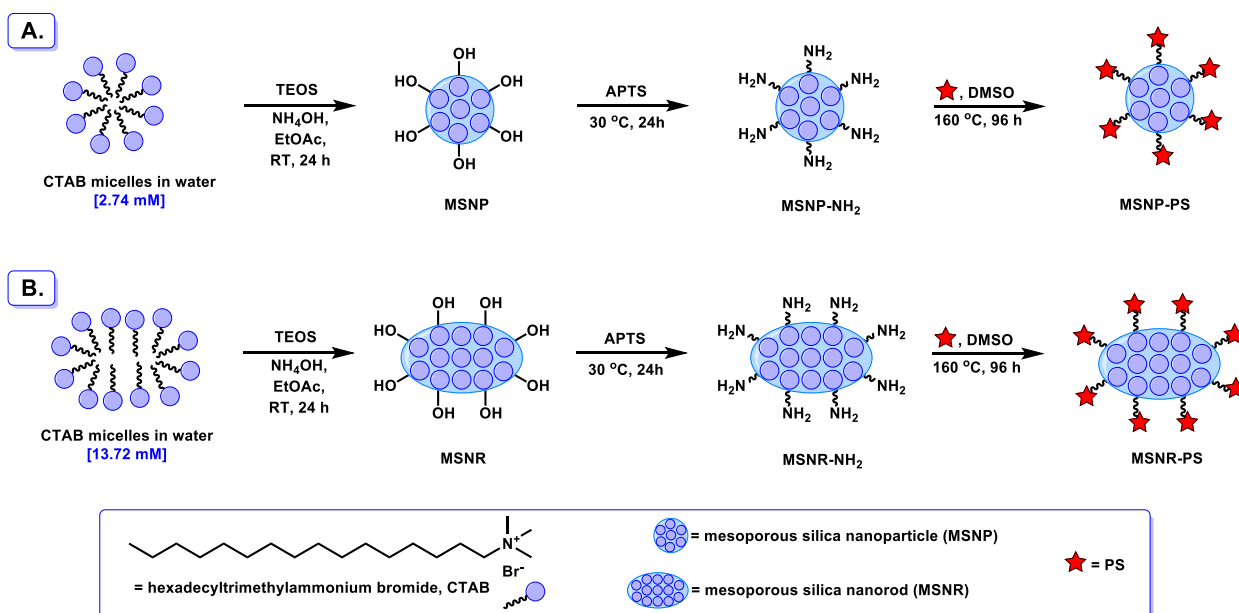 A.
TEOS
NH₄OH,
EtOAc,
RT, 24 h
CTAB micelles in water
[2.74 mM]
OH
HO
OH
HO
OH
OH
MSNP
APTS
30 °C, 24h
NH₂
H₂N
NH₂
H₂N
NH₂
NH₂
MSNP-NH₂
, DMSO
160 °C, 96 h
MSNP-PS
B.
TEOS
NH₄OH,
EtOAc,
RT, 24 h
CTAB micelles in water
[13.72 mM]
OH
OH
HO
OH
HO
OH
OH
OH
MSNR
APTS
30 °C, 24h
NH₂
NH₂
H₂N
NH₂
H₂N
NH₂
NH₂
NH₂
MSNR-NH₂
, DMSO
160 °C, 96 h
MSNR-PS
N⁺
Br⁻
= hexadecyltrimethylammonium bromide, CTAB
= mesoporous silica nanoparticle (MSNP)
= mesoporous silica nanorod (MSNR)
= PS